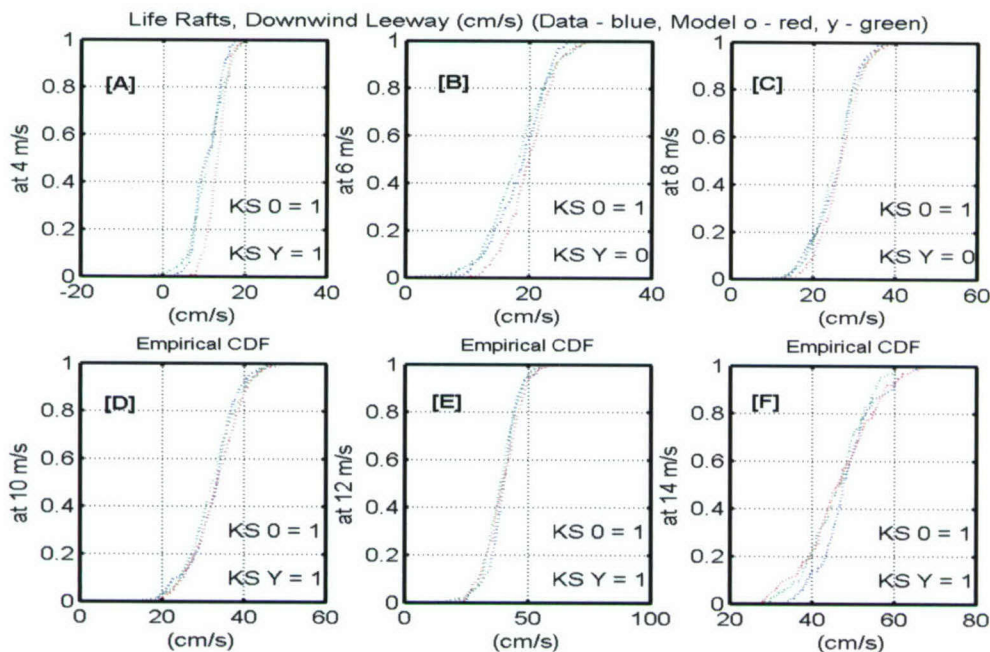 Life Rafts, Downwind Leeway (cm/s) (Data - blue, Model o - red, y - green)
[A]
at 4 m/s
1
0.8
0.6
0.4
0.2
0
KS 0 = 1
KS Y = 1
-20
0
20
40
(cm/s)
[B]
at 6 m/s
1
0.8
0.6
0.4
0.2
0
KS 0 = 1
KS Y = 0
0
20
40
(cm/s)
[C]
at 8 m/s
1
0.8
0.6
0.4
0.2
0
KS 0 = 1
KS Y = 0
0
20
40
60
(cm/s)
Empirical CDF
[D]
at 10 m/s
1
0.8
0.6
0.4
0.2
0
KS 0 = 1
KS Y = 1
0
20
40
60
(cm/s)
Empirical CDF
[E]
at 12 m/s
1
0.8
0.6
0.4
0.2
0
KS 0 = 1
KS Y = 1
0
50
100
(cm/s)
Empirical CDF
[F]
at 14 m/s
1
0.8
0.6
0.4
0.2
0
KS 0 = 1
KS Y = 1
20
40
60
80
(cm/s)